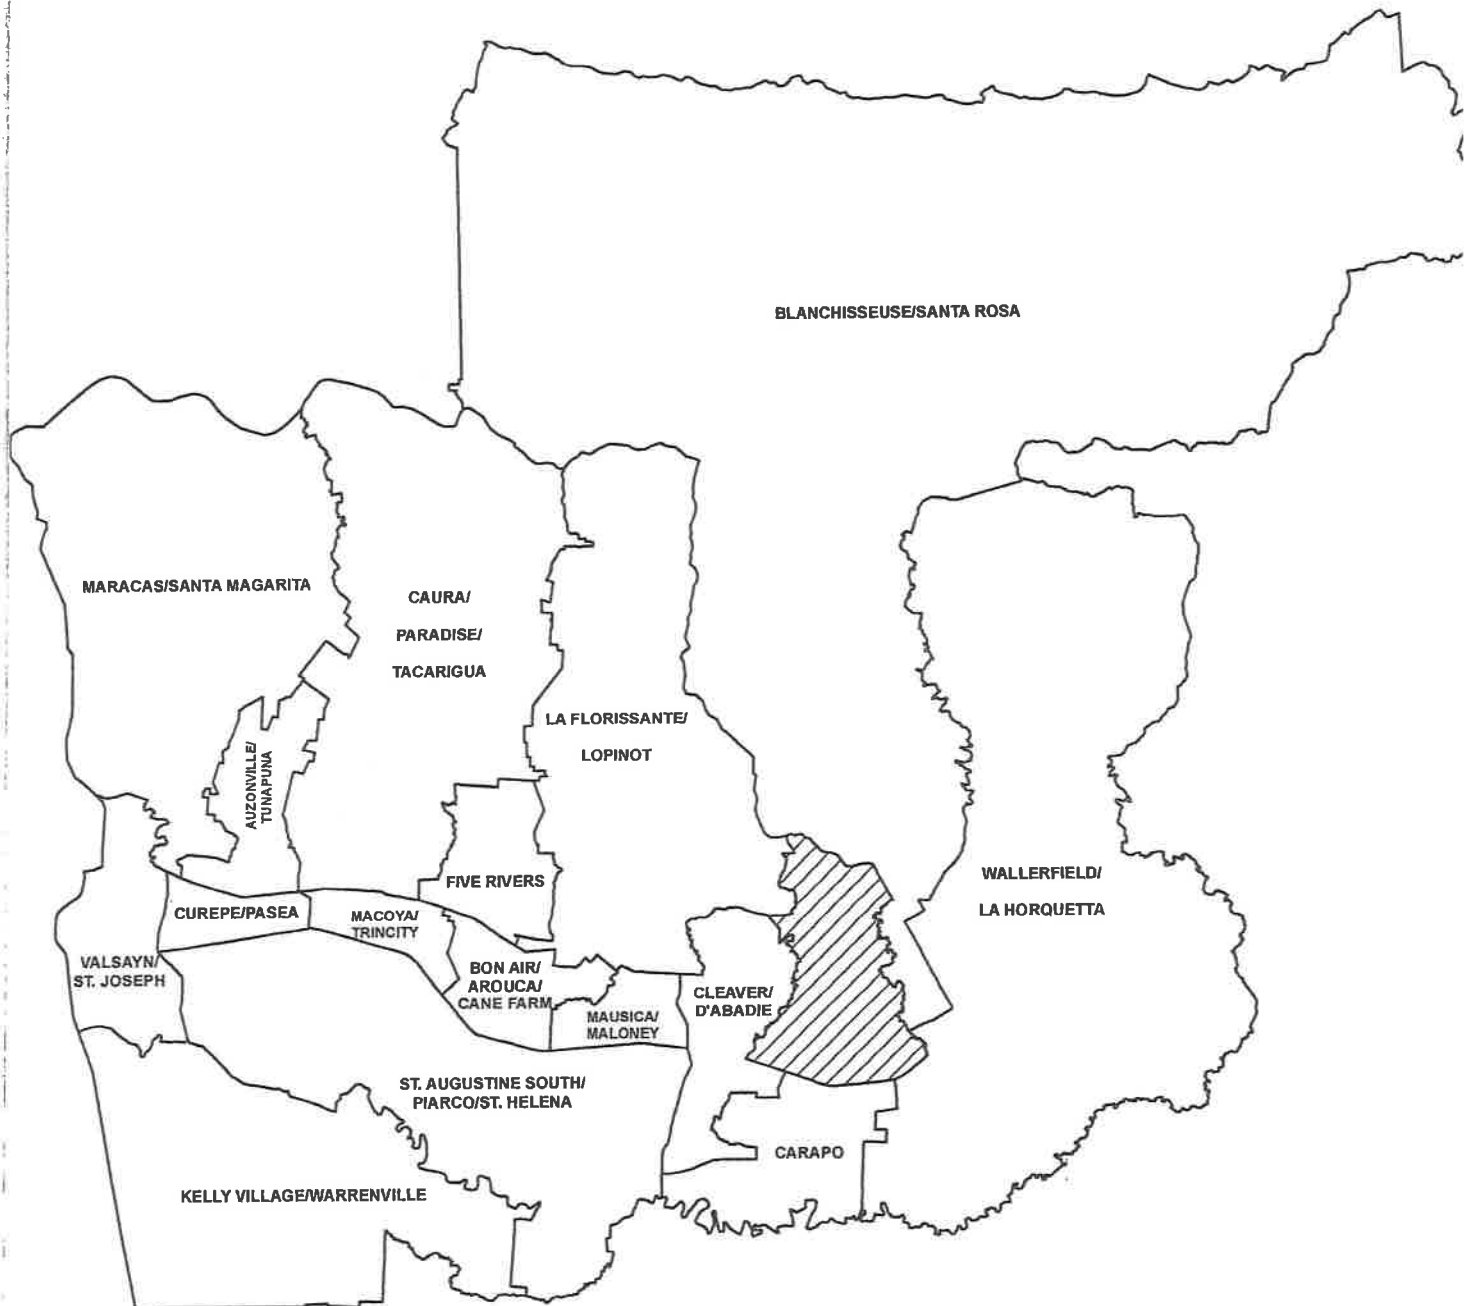 BLANCHISSEUSE/SANTA ROSA
MARACAS/SANTA MAGARITA
CAURA/
PARADISE/
TACARIGUA
LA FLORISSANTE/
LOPINOT
AUZONVILLE/
TUNAPUNA
FIVE RIVERS
WALLERFIELD/
LA HORQUETTA
CUREPE/PASEA
MACOYA/
TRINCITY
VALSAYN/
ST. JOSEPH
BON AIR/
AROUCA/
CANE FARM
MAUSICA/
MALONEY
CLEAVER/
D'ABADIE
ST. AUGUSTINE SOUTH/
PIARCO/ST. HELENA
CARAPO
KELLY VILLAGE/WARRENVILLE